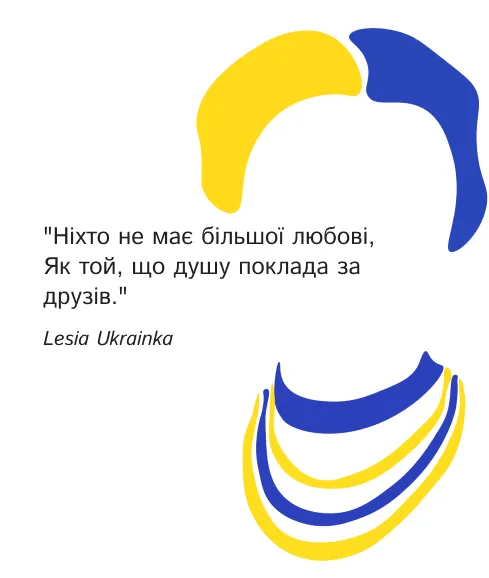 "Ніхто не має більшої любові,
Як той, що душу поклада за
друзів."
Lesia Ukrainka